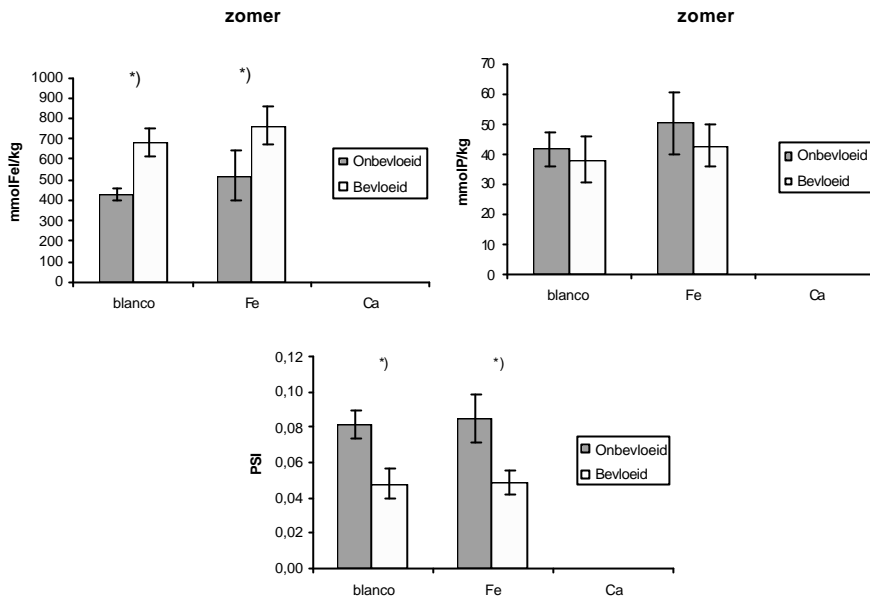 zomer
*) *)
mmolFeI/kg
1000
900
800
700
600
500
400
300
200
100
0
Onbevloeid
Bevloeid
blanco Fe Ca
zomer
mmolP/kg
70
60
50
40
30
20
10
0
Onbevloeid
Bevloeid
blanco Fe Ca
*) *)
PSI
0,12
0,10
0,08
0,06
0,04
0,02
0,00
Onbevloeid
Bevloeid
blanco Fe Ca